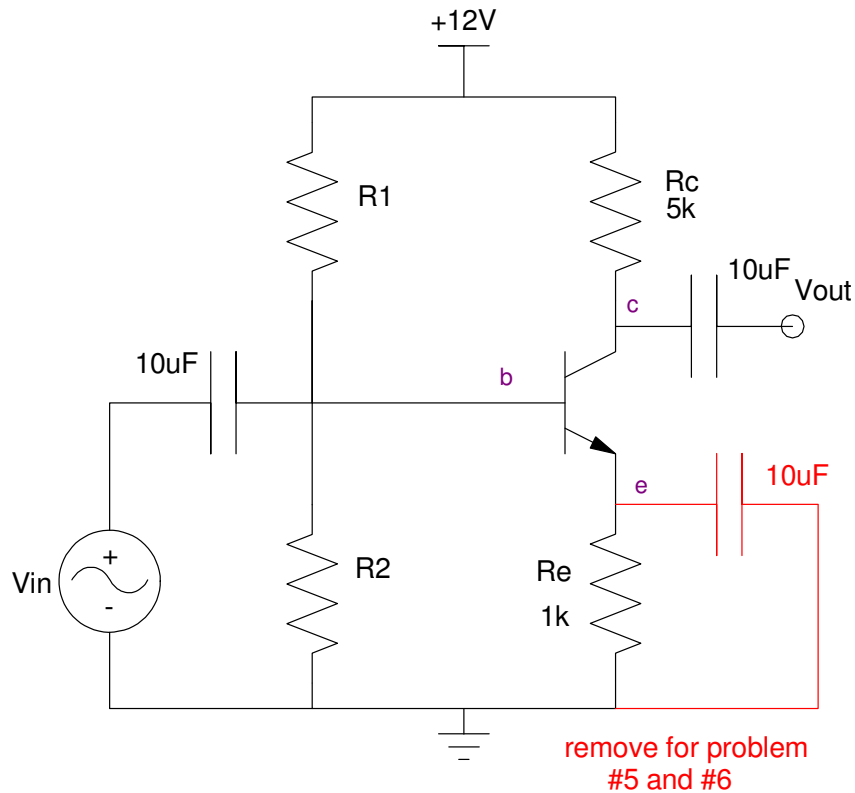 +12V
R1
Rc
5k
10uF
Vout
c
10uF
b
e
10uF
+
-
Vin
R2
Re
1k
remove for problem
#5 and #6